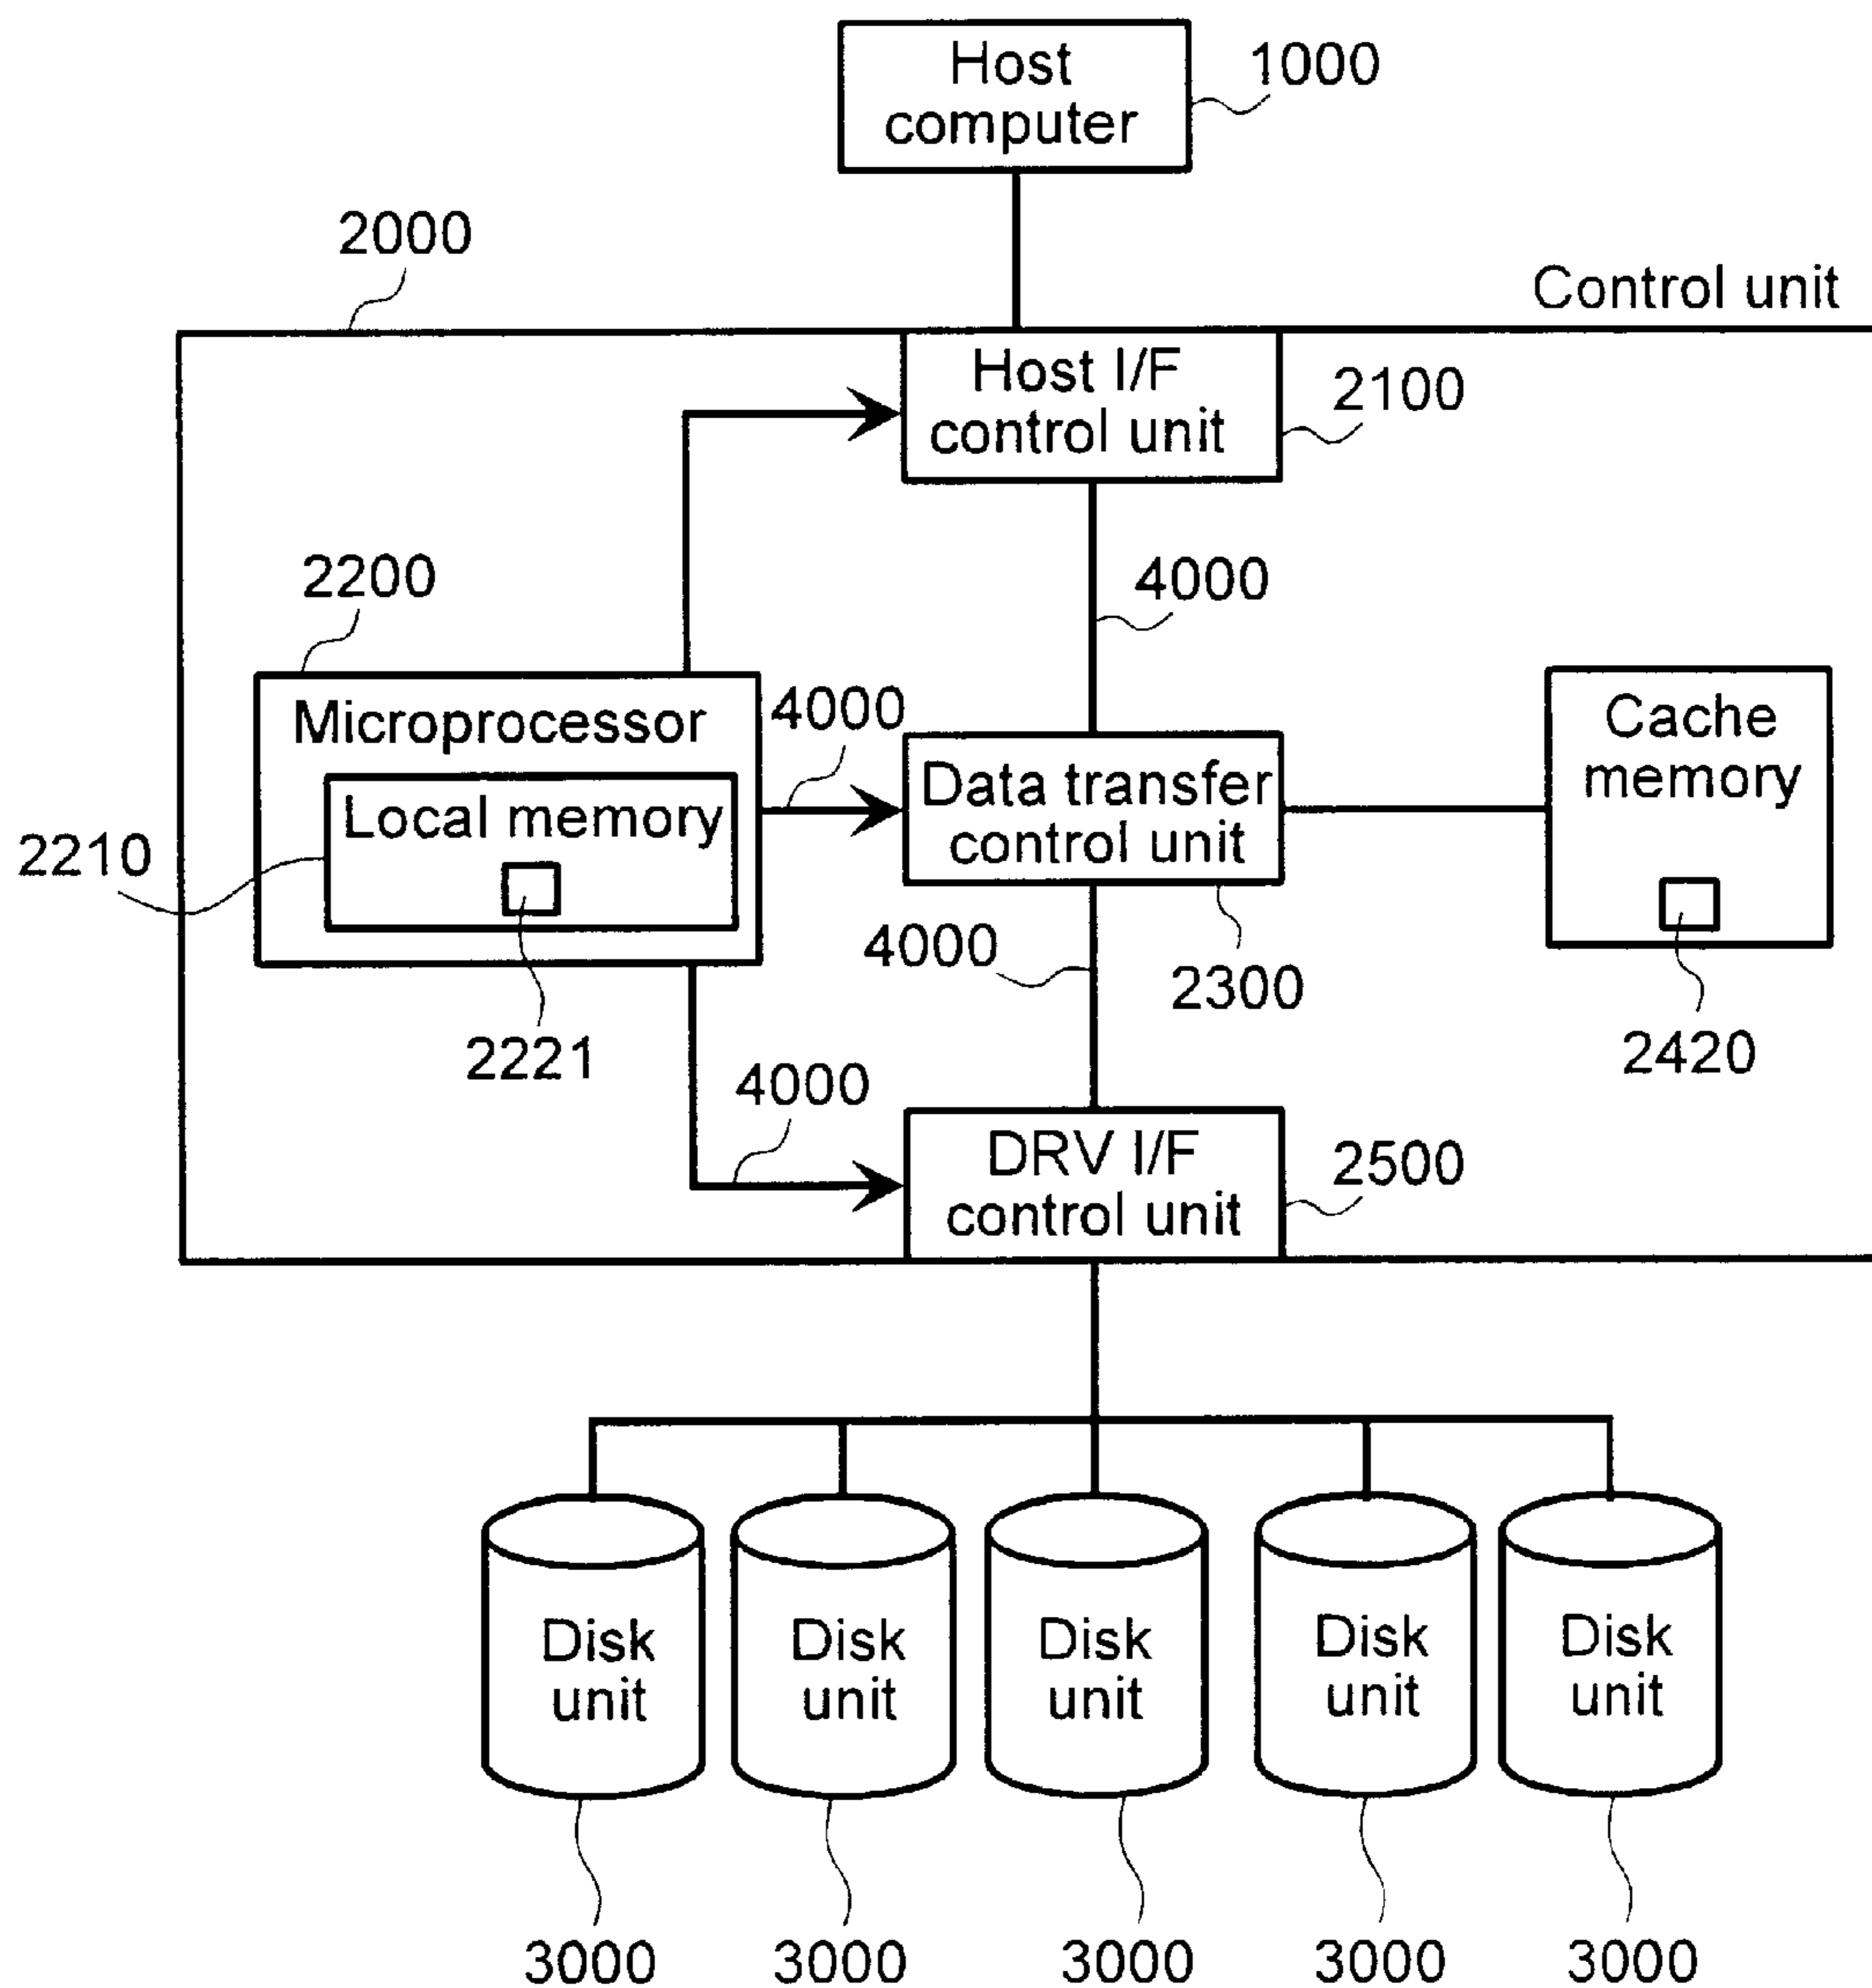 Host
computer
1000
2000
Control unit
Host I/F
control unit
2100
2200
4000
Microprocessor
4000
Cache
memory
Local memory
Data transfer
control unit
2210
4000
2300
2221
2420
4000
DRV I/F
control unit
2500
Disk
unit
Disk
unit
Disk
unit
Disk
unit
Disk
unit
3000
3000
3000
3000
3000